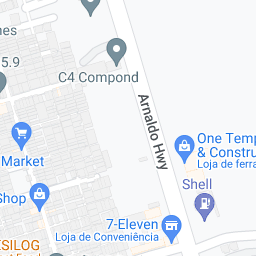 nes
5.9
C4 Compond
Arnaldo Hwy
One Temp
& Constru
Loja de ferra
Market
Shell
Shop
7-Eleven
Loja de Conveniência
SILOG